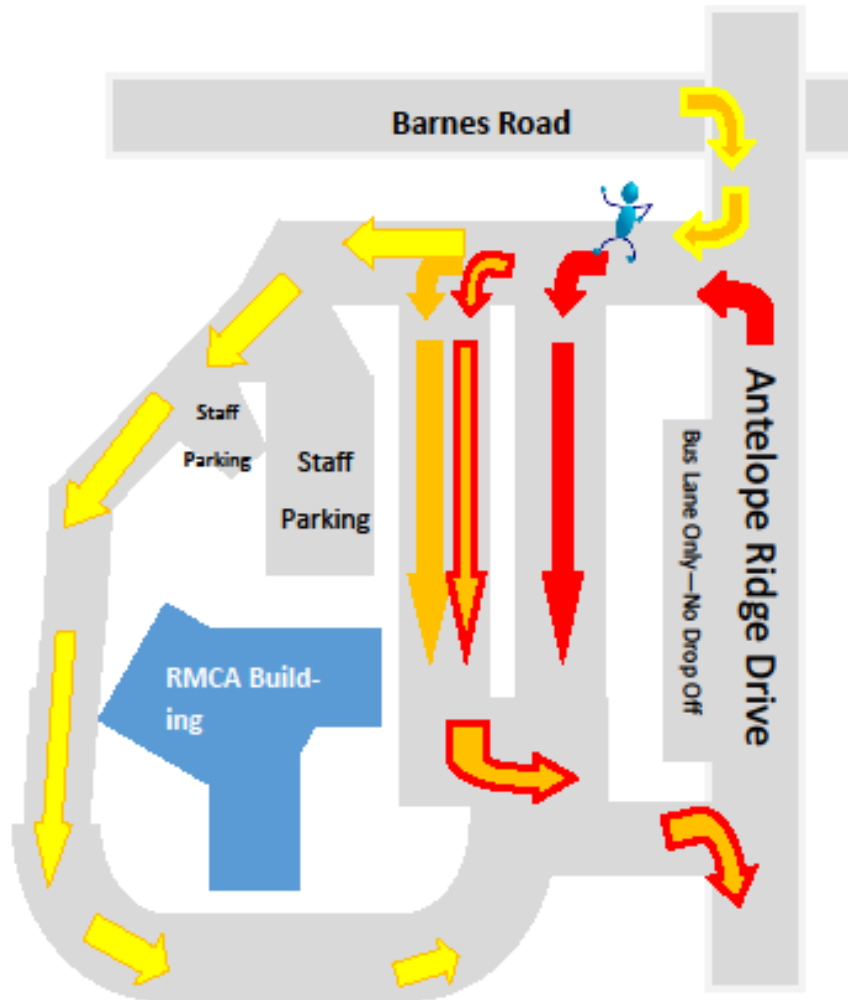 Barnes Road
Staff
Parking
Staff
Parking
Bus Lane Only—No Drop Off
Antelope Ridge Drive
RMCA Build-
ing